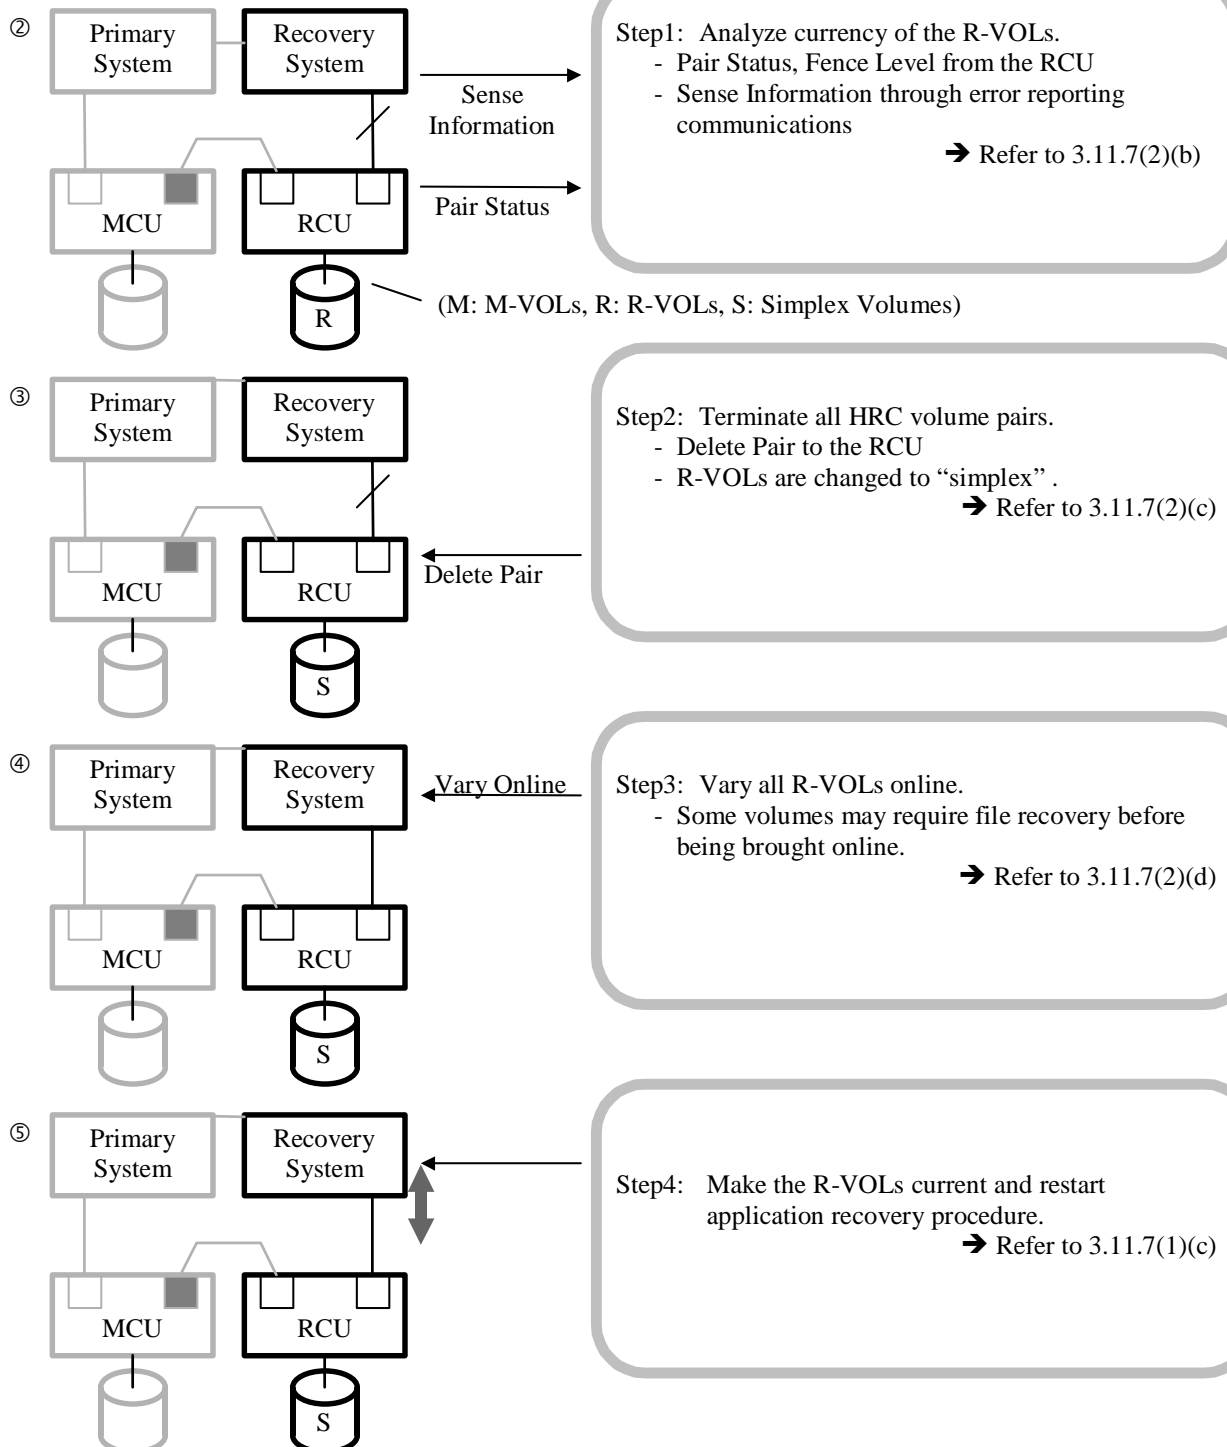 ②
Primary
System
Recovery
System
Sense
Information
MCU
RCU
Pair Status
R
Step1: Analyze currency of the R-VOLs.
- Pair Status, Fence Level from the RCU
- Sense Information through error reporting
communications
➔ Refer to 3.11.7(2)(b)
(M: M-VOLs, R: R-VOLs, S: Simplex Volumes)
③
Primary
System
Recovery
System
MCU
RCU
Delete Pair
S
Step2: Terminate all HRC volume pairs.
- Delete Pair to the RCU
- R-VOLs are changed to “simplex” .
➔ Refer to 3.11.7(2)(c)
④
Primary
System
Recovery
System
Vary Online
MCU
RCU
S
Step3: Vary all R-VOLs online.
- Some volumes may require file recovery before
being brought online.
➔ Refer to 3.11.7(2)(d)
⑤
Primary
System
Recovery
System
MCU
RCU
S
Step4: Make the R-VOLs current and restart
application recovery procedure.
➔ Refer to 3.11.7(1)(c)